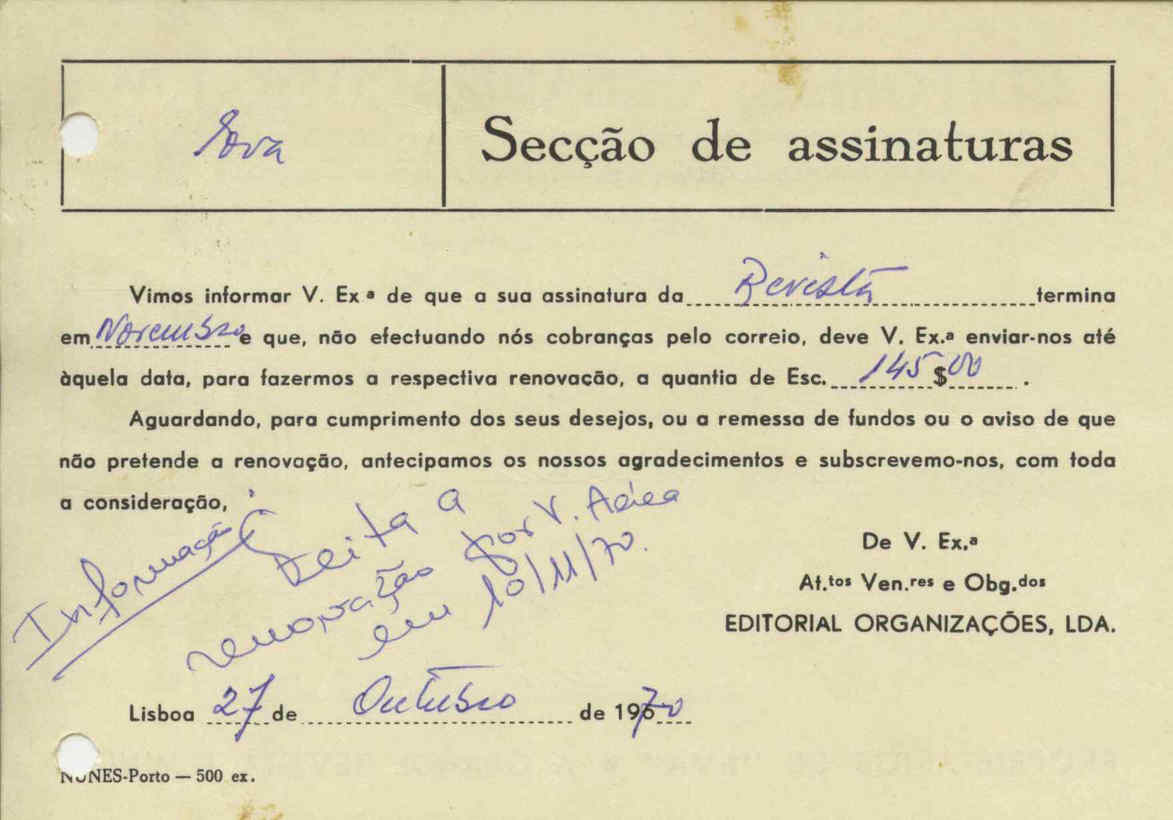 Secção de assinaturas
Vimos informar V. Ex.ª de que a sua assinatura da Revista termina
em Novembro e que, não efectuando nós cobranças pelo correio, deve V. Ex.ª enviar-nos até
àquela data, para fazermos a respectiva renovação, a quantia de Esc. 145$00.
Aguardando, para cumprimento dos seus desejos, ou a remessa de fundos ou o aviso de que
não pretende a renovação, antecipamos os nossos agradecimentos e subscrevemo-nos, com toda
a consideração,
De V. Ex.ª
At.tos Ven.res e Obg.dos
EDITORIAL ORGANIZAÇÕES, LDA.
Informação:
Feita a
renovação por V. Aérea
em 10/11/70.
Lisboa 27 de Outubro de 1970
NUNES-Porto — 500 ex.